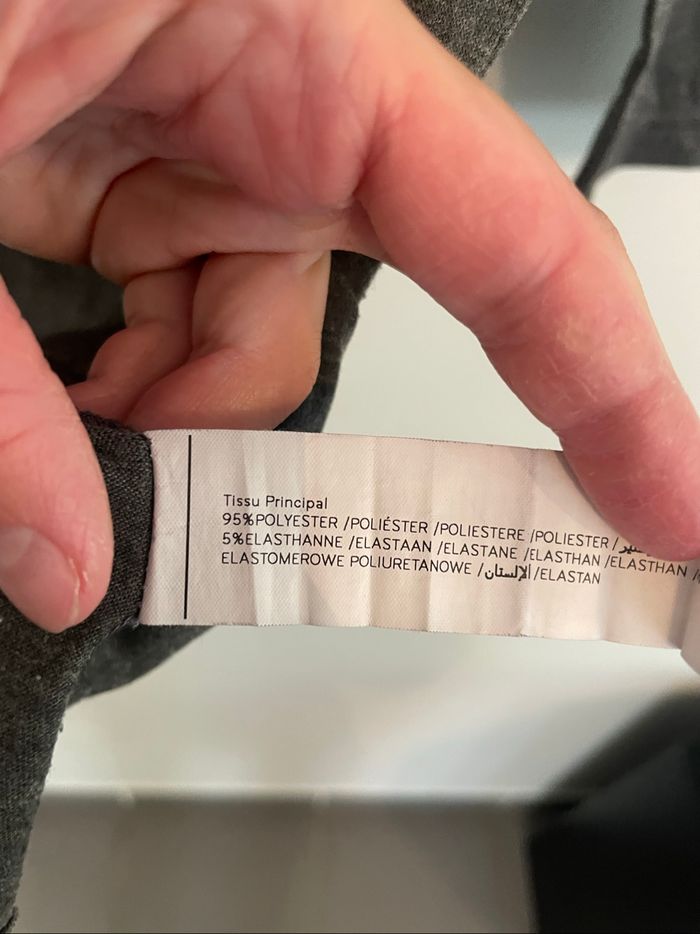 Tissu Principal
95%POLYESTER /POLIÉSTER /POLIESTERE /POLIESTER /
5%ELASTHANNE /ELASTAAN /ELASTANE /ELASTHAN /ELASTHAN /
ELASTOMEROWE POLIURETANOWE /الإلستان /ELASTAN